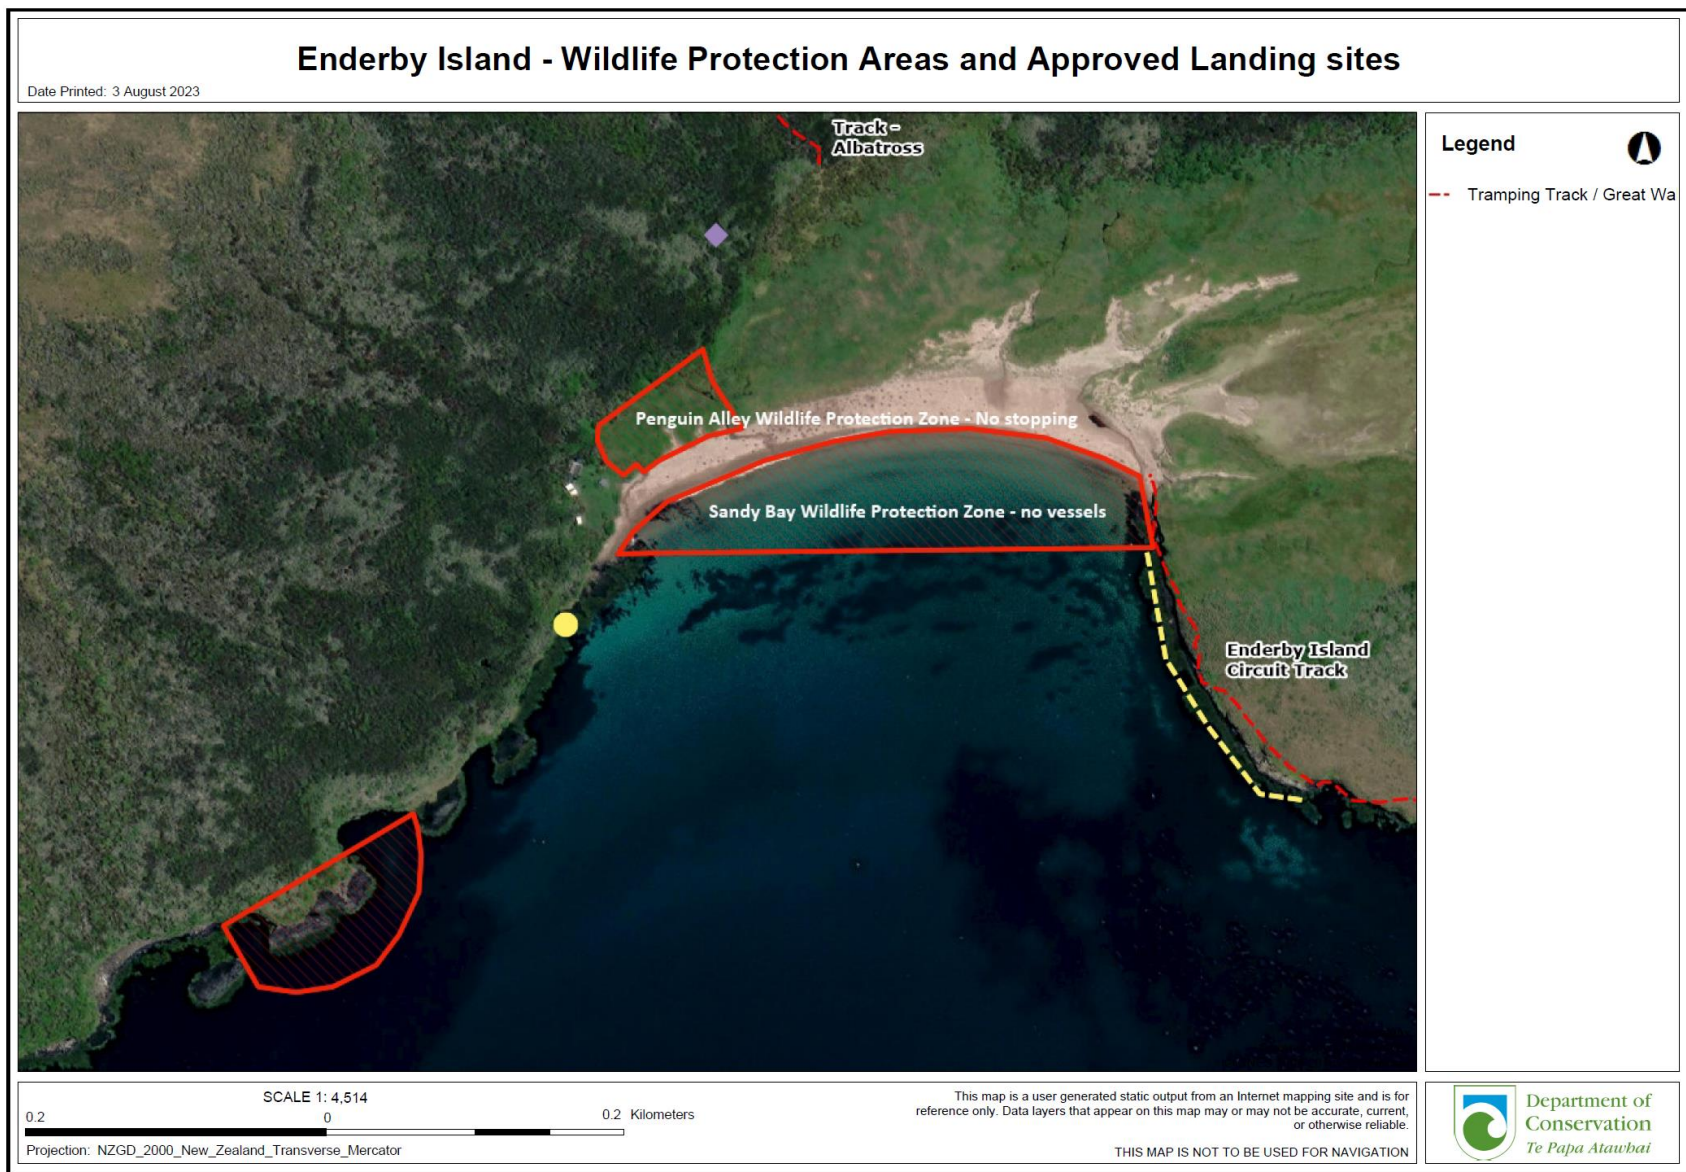 Enderby Island - Wildlife Protection Areas and Approved Landing sites
Date Printed: 3 August 2023
Track -
Albatross
Penguin Alley Wildlife Protection Zone - No stopping
Sandy Bay Wildlife Protection Zone - no vessels
Enderby Island
Circuit Track
Legend
Tramping Track / Great Wa
SCALE 1: 4,514
0.2 0 0.2 Kilometers
Projection: NZGD_2000_New_Zealand_Transverse_Mercator
This map is a user generated static output from an Internet mapping site and is for
reference only. Data layers that appear on this map may or may not be accurate, current,
or otherwise reliable.
THIS MAP IS NOT TO BE USED FOR NAVIGATION
Department of
Conservation
Te Papa Atawhai